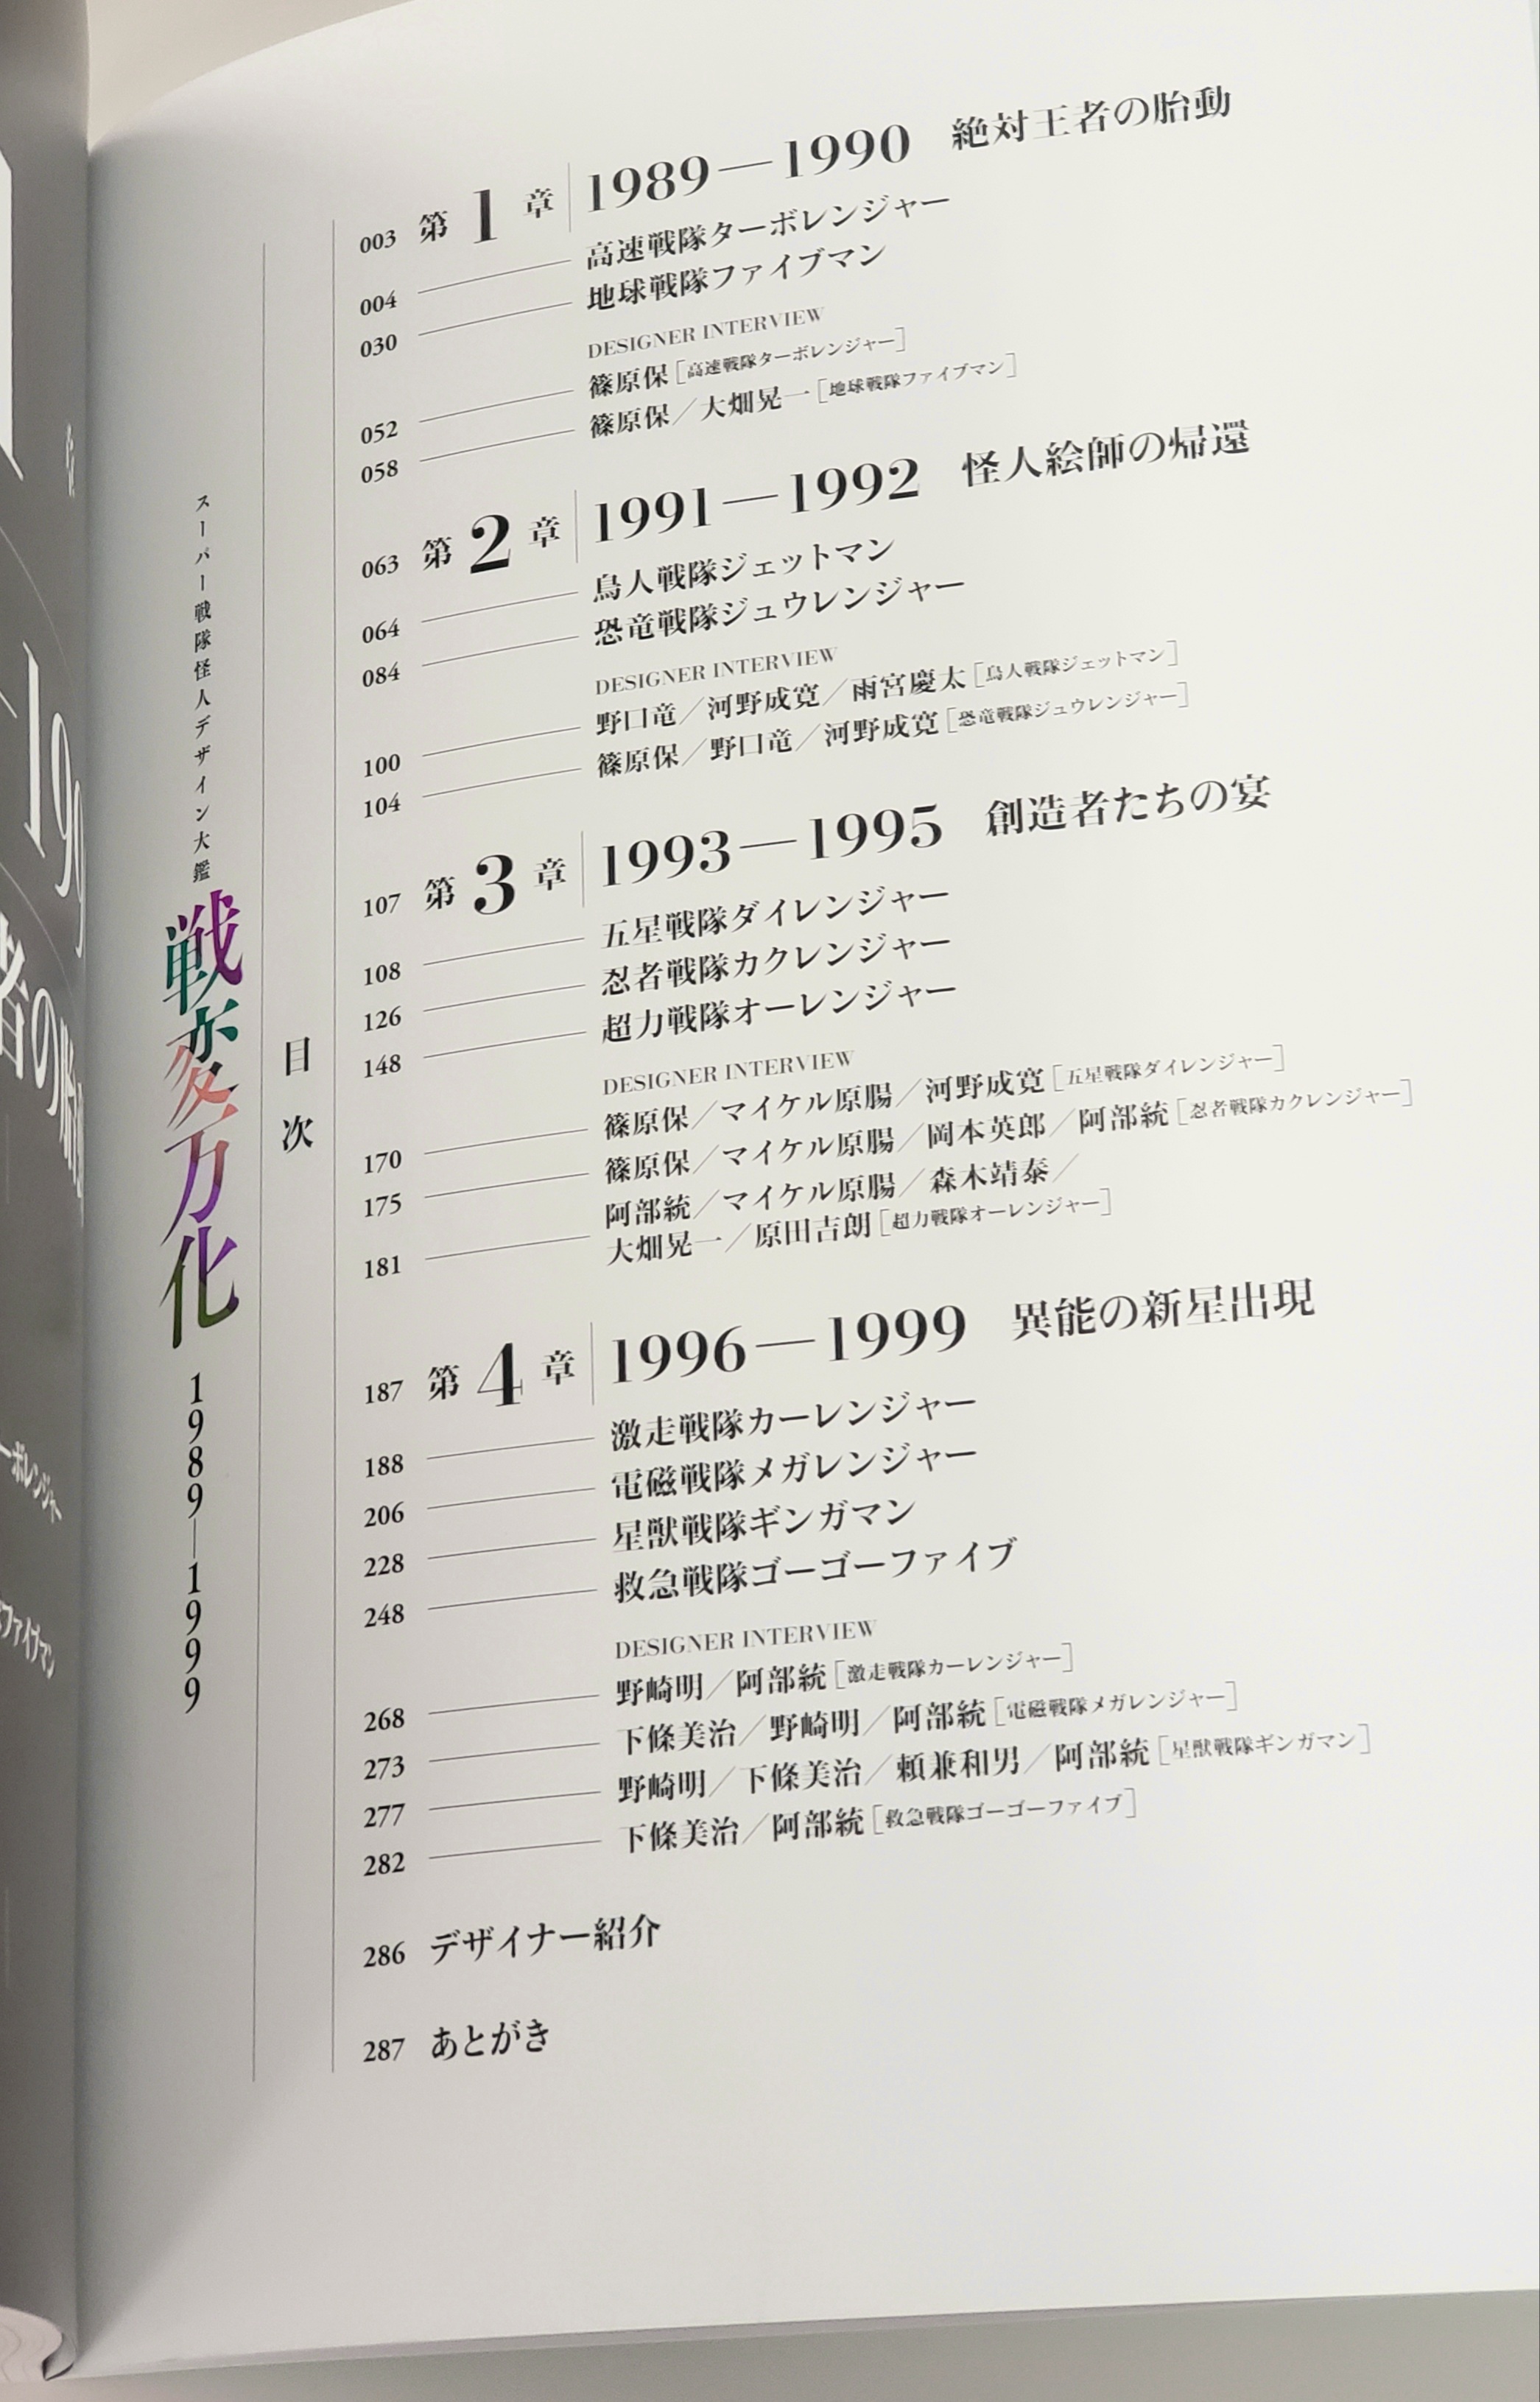 スーパー戦隊怪人デザイン大鑑
戦変万化
1989—1999
目次
003 第1章 1989—1990 絶対王者の胎動
004 高速戦隊ターボレンジャー
030 地球戦隊ファイブマン
DESIGNER INTERVIEW
052 篠原保[高速戦隊ターボレンジャー]
058 篠原保／大畑晃一[地球戦隊ファイブマン]
063 第2章 1991—1992 怪人絵師の帰還
064 鳥人戦隊ジェットマン
084 恐竜戦隊ジュウレンジャー
DESIGNER INTERVIEW
100 野口竜／河野成寛／雨宮慶太[鳥人戦隊ジェットマン]
104 篠原保／野口竜／河野成寛[恐竜戦隊ジュウレンジャー]
107 第3章 1993—1995 創造者たちの宴
108 五星戦隊ダイレンジャー
126 忍者戦隊カクレンジャー
148 超力戦隊オーレンジャー
DESIGNER INTERVIEW
170 篠原保／マイケル原腸／河野成寛[五星戦隊ダイレンジャー]
175 篠原保／マイケル原腸／岡本英郎／阿部統[忍者戦隊カクレンジャー]
阿部統／マイケル原腸／森木靖泰／
181 大畑晃一／原田吉朗[超力戦隊オーレンジャー]
187 第4章 1996—1999 異能の新星出現
188 激走戦隊カーレンジャー
206 電磁戦隊メガレンジャー
228 星獣戦隊ギンガマン
248 救急戦隊ゴーゴーファイブ
DESIGNER INTERVIEW
268 野崎明／阿部統[激走戦隊カーレンジャー]
273 下條美治／野崎明／阿部統[電磁戦隊メガレンジャー]
277 野崎明／下條美治／頼兼和男／阿部統[星獣戦隊ギンガマン]
282 下條美治／阿部統[救急戦隊ゴーゴーファイブ]
286 デザイナー紹介
287 あとがき